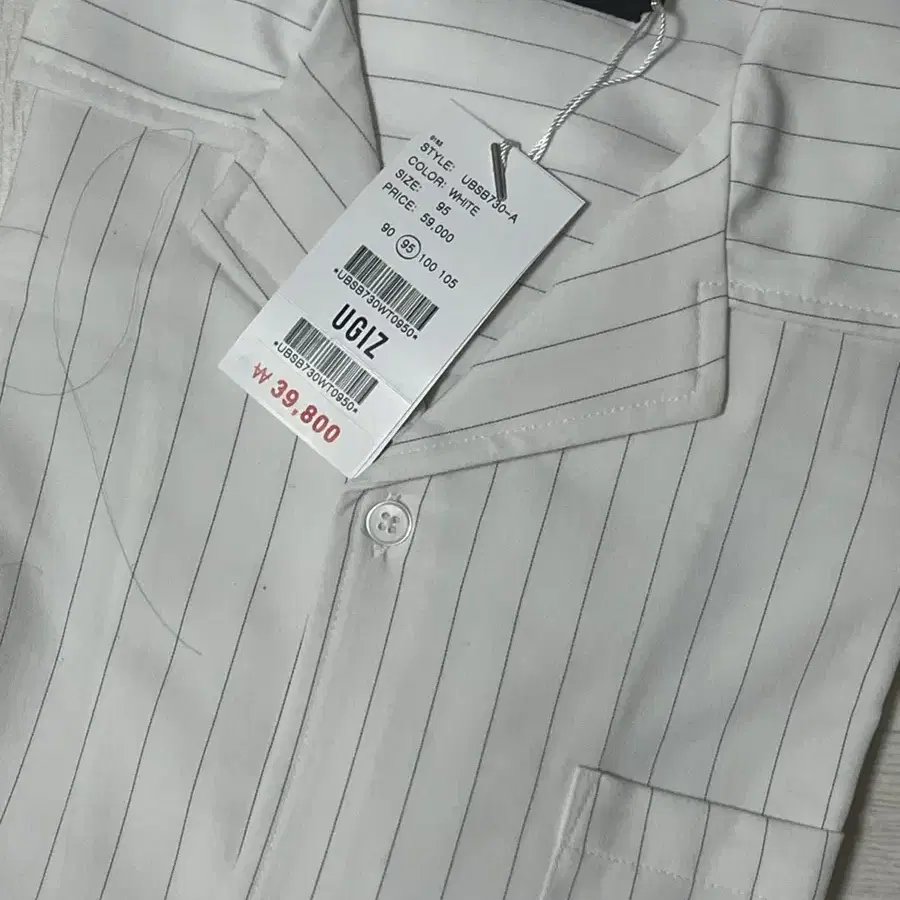 STYLE: UBSB730-A
COLOR: WHITE
SIZE: 95
PRICE: 59,000
90 95 100 105
*UBSB730WT0950*
UGIZ
*UBSB730WT0950*
₩ 39,800